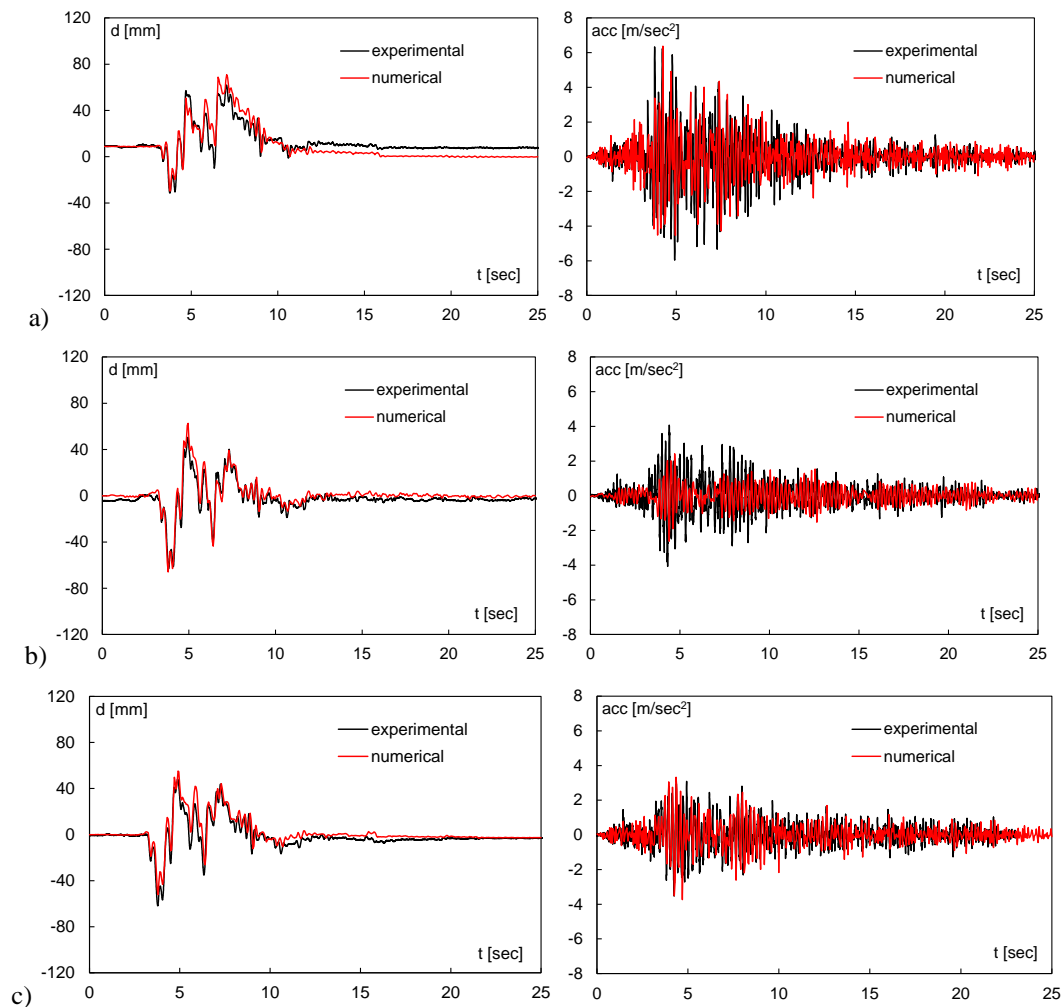 d [mm]
experimental
numerical
120
80
40
0
-40
-80
-120
t [sec]
0 5 10 15 20 25
acc [m/sec²]
experimental
numerical
8
6
4
2
0
-2
-4
-6
-8
t [sec]
0 5 10 15 20 25
a)
d [mm]
experimental
numerical
120
80
40
0
-40
-80
-120
t [sec]
0 5 10 15 20 25
acc [m/sec²]
experimental
numerical
8
6
4
2
0
-2
-4
-6
-8
t [sec]
0 5 10 15 20 25
b)
d [mm]
experimental
numerical
120
80
40
0
-40
-80
-120
t [sec]
0 5 10 15 20 25
acc [m/sec²]
experimental
numerical
8
6
4
2
0
-2
-4
-6
-8
t [sec]
0 5 10 15 20 25
c)